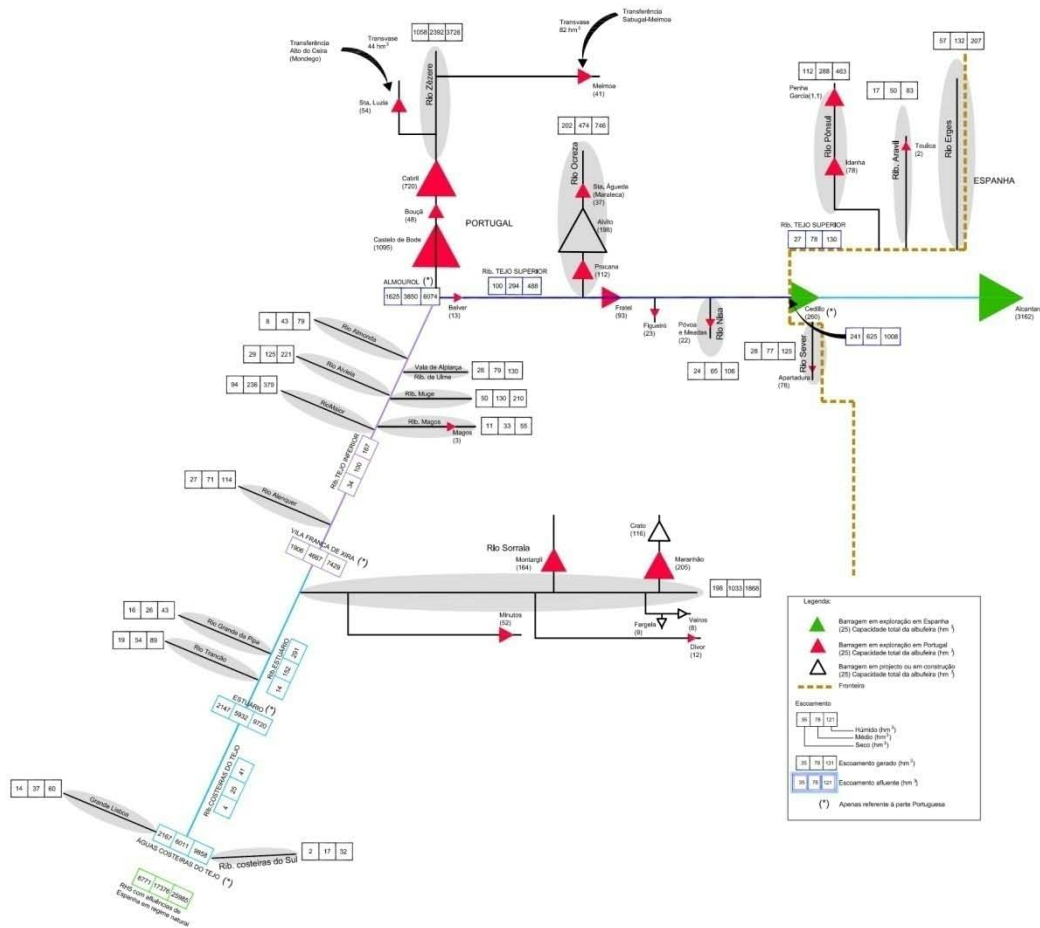 Transferência
Alto do Ceira
(Mondego)
Transvase
44 hm³
1058 2392 3726
Transvase
82 hm³
Transferência
Sabugal-Meimoa
Rio Zêzere
Sta. Luzia
(54)
Meimoa
(41)
Cabril
(720)
Bouçã
(48)
Castelo de Bode
(1095)
PORTUGAL
202 474 746
Rio Ocreza
Sta. Águeda
(Marateca)
(37)
Alvito
(198)
Pracana
(112)
112 288 463
Penha
Garcia(1,1)
Rio Pônsul
Idanha
(78)
17 50 83
Rib. Aravil
Toulica
(2)
57 132 207
Rio Erges
ESPANHA
Rib. TEJO SUPERIOR
27 78 130
ALMOUROL (*)
1625 3850 6074
Belver
(13)
Rib. TEJO SUPERIOR
100 294 488
Fratel
(93)
Figueiró
(23)
Póvoa
e Meadas
(22)
Rio Nisa
24 65 106
Cedillo
(260) (*)
Alcantara
(3162)
241 625 1008
28 77 125
Rio Sever
Apartadura
(76)
8 43 79
Rio Almonda
29 125 221
Rio Alviela
94 236 379
RioMaior
Vala de Alpiarça
Rib. de Ulme
28 79 130
Rib. Muge
50 130 210
Rib. Magos
Magos
(3)
11 33 55
Rib. TEJO INFERIOR
34 100 167
27 71 114
Rio Alenquer
VILA FRANCA DE XIRA (*)
1906 4667 7429
Rio Sorraia
Montargil
(164)
Crato
(116)
Maranhão
(205)
198 1033 1868
Minutos
(52)
Fargela
(9)
Veiros
(8)
Divor
(12)
16 26 43
Rio Grande da Pipa
19 54 89
Rio Trancão
Rib.ESTUÁRIO
14 152 291
ESTUÁRIO (*)
2147 5932 9720
Rib.COSTEIRAS DO TEJO
4 25 41
14 37 60
Grande Lisboa
2167 6011 9858
ÁGUAS COSTEIRAS DO TEJO (*)
Rib. costeiras do Sul
2 17 32
6771 17376 25985
RH5 com afluências de
Espanha em regime natural
Legenda:
Barragem em exploração em Espanha
(25) Capacidade total da albufeira (hm³)
Barragem em exploração em Portugal
(25) Capacidade total da albufeira (hm³)
Barragem em projecto ou em construção
(25) Capacidade total da albufeira (hm³)
Fronteira
Escoamento
35 78 121
Húmido (hm³)
Médio (hm³)
Seco (hm³)
35 78 121 Escoamento gerado (hm³)
35 78 121 Escoamento afluente (hm³)
(*) Apenas referente à parte Portuguesa